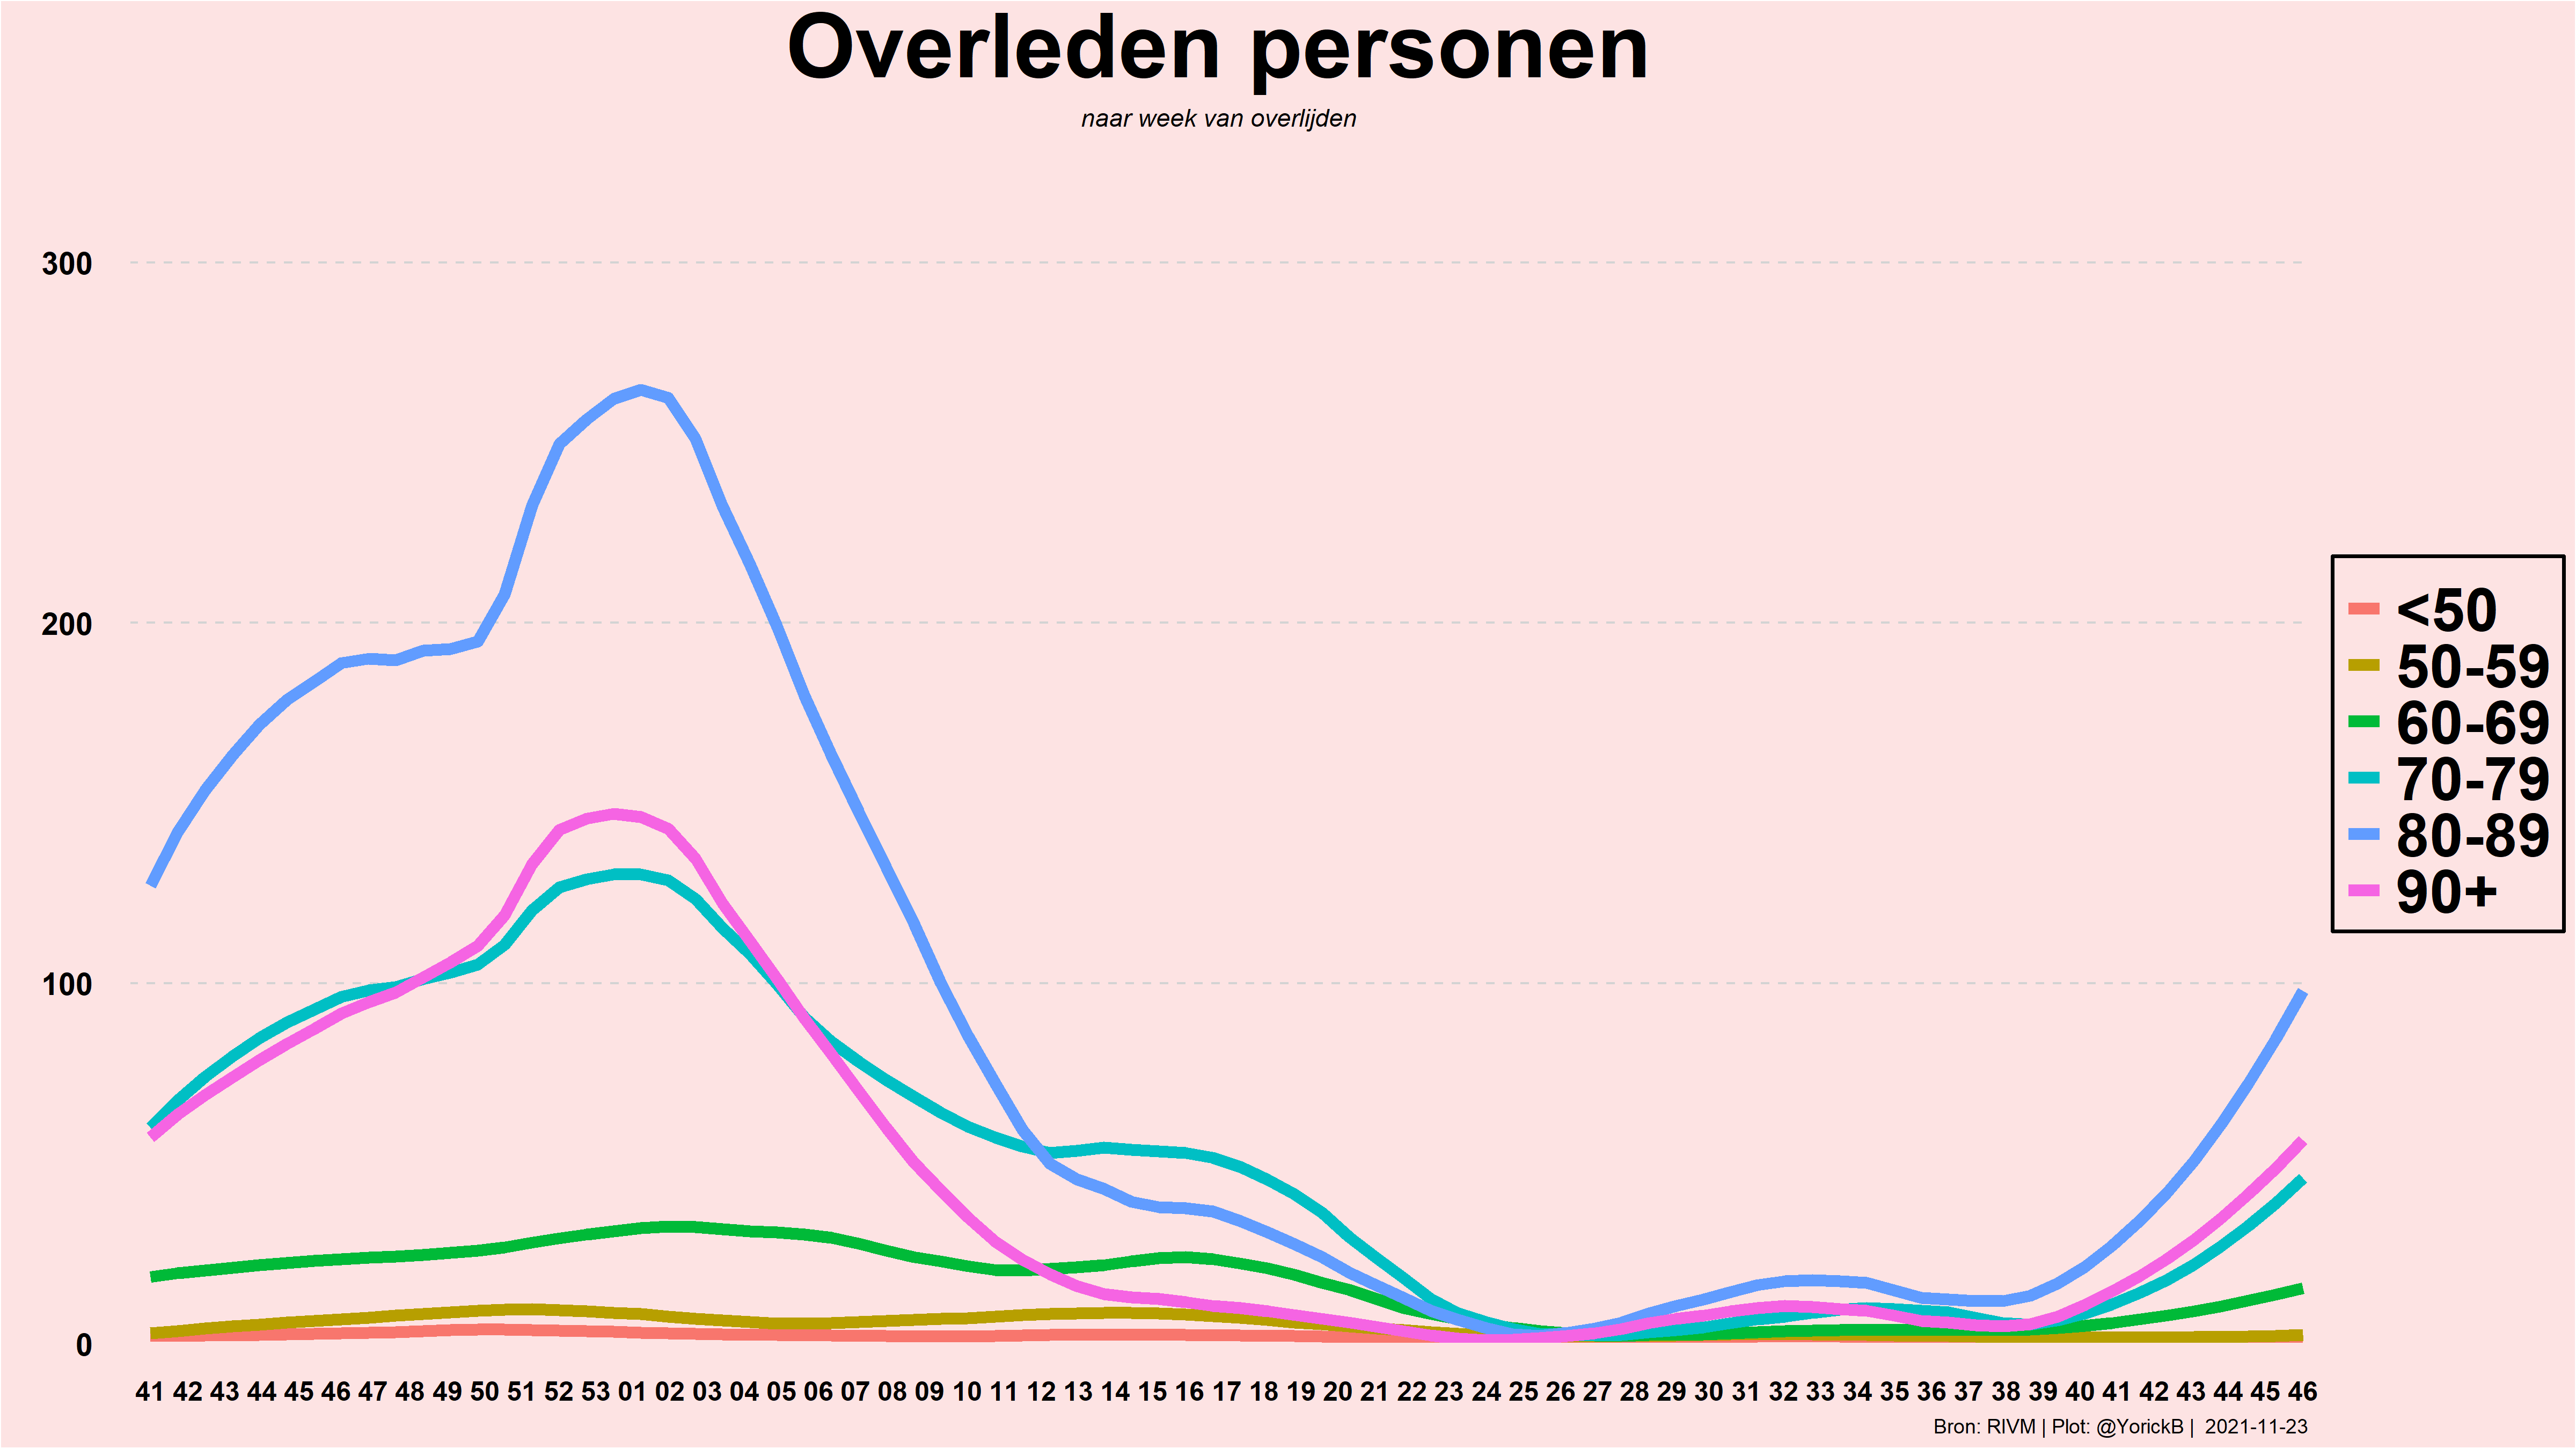 Overleden personen
naar week van overlijden
300
200
100
0
<50
50-59
60-69
70-79
80-89
90+
41 42 43 44 45 46 47 48 49 50 51 52 53 01 02 03 04 05 06 07 08 09 10 11 12 13 14 15 16 17 18 19 20 21 22 23 24 25 26 27 28 29 30 31 32 33 34 35 36 37 38 39 40 41 42 43 44 45 46
Bron: RIVM | Plot: @YorickB | 2021-11-23